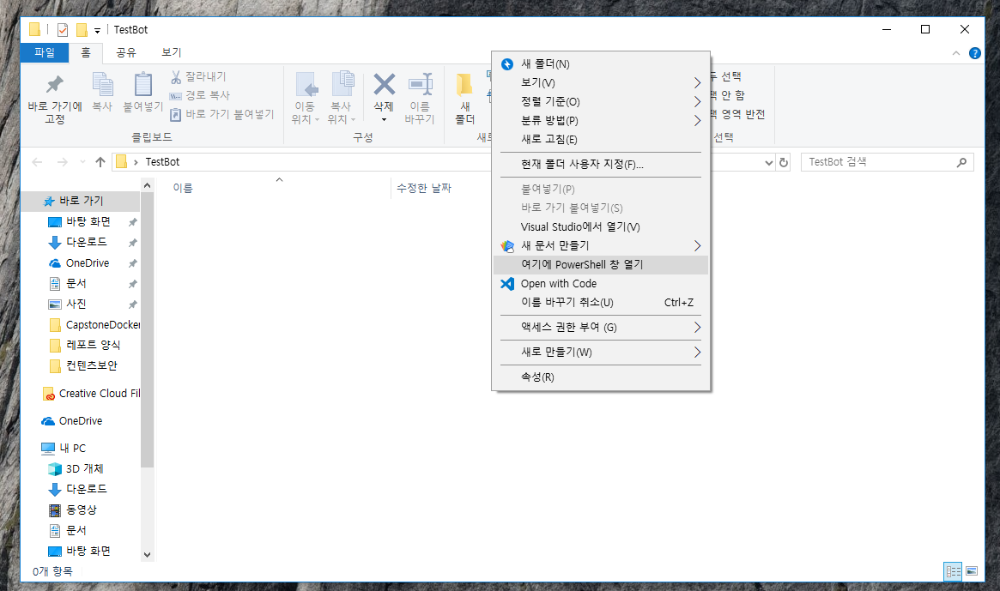 TestBot
파일 홈 공유 보기
바로 가기에 고정
복사
붙여넣기
잘라내기
경로 복사
바로 가기 붙여넣기
클립보드
이동 위치
복사 위치
삭제
이름 바꾸기
구성
새 폴더
택 안 함
택 영역 반전
선택
TestBot
TestBot 검색
이름
수정한 날짜
바로 가기
바탕 화면
다운로드
OneDrive
문서
사진
CapstoneDocker
레포트 양식
컨텐츠보안
Creative Cloud Fil
OneDrive
내 PC
3D 개체
다운로드
동영상
문서
바탕 화면
0개 항목
새 폴더(N)
보기(V)
정렬 기준(O)
분류 방법(P)
새로 고침(E)
현재 폴더 사용자 지정(F)...
붙여넣기(P)
바로 가기 붙여넣기(S)
Visual Studio에서 열기(V)
새 문서 만들기
여기에 PowerShell 창 열기
Open with Code
이름 바꾸기 취소(U) Ctrl+Z
액세스 권한 부여 (G)
새로 만들기(W)
속성(R)